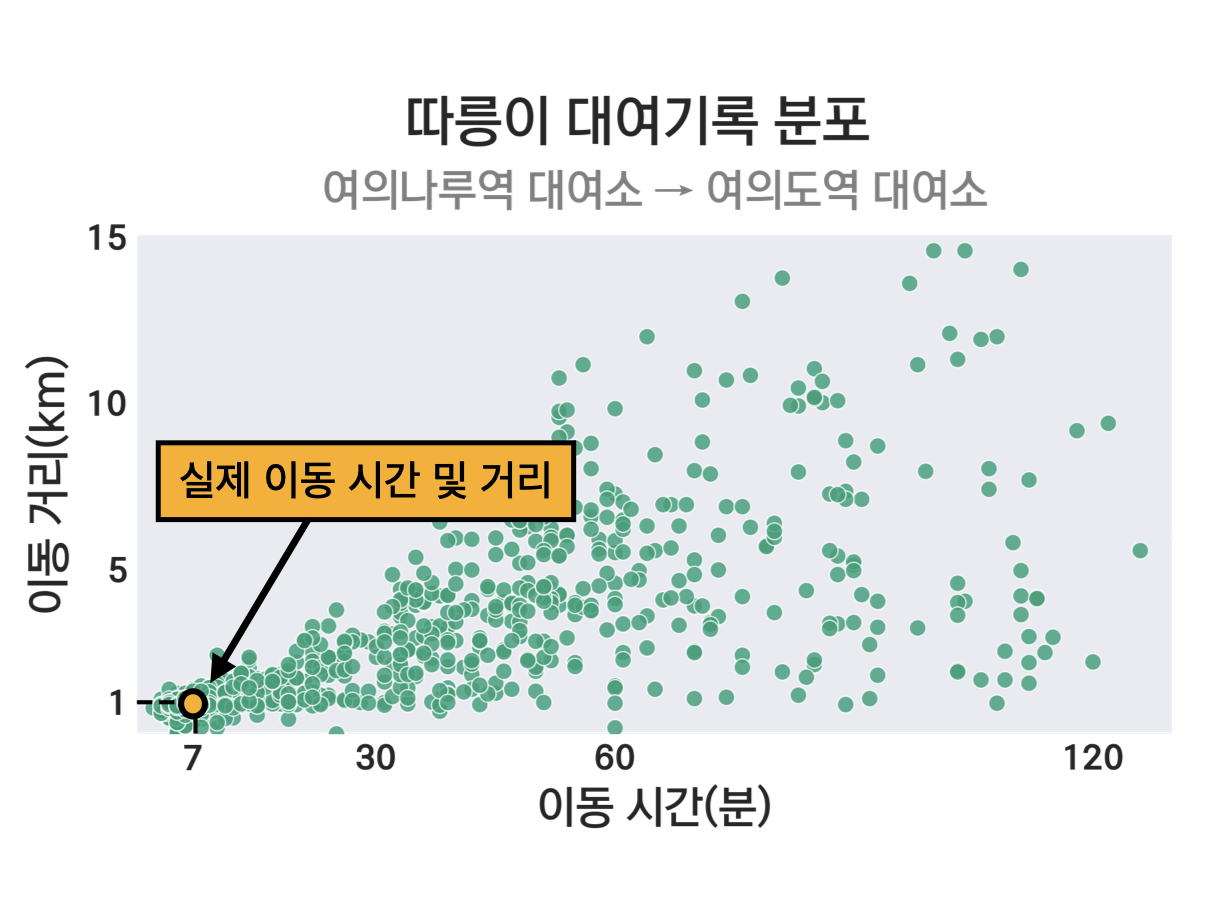 따릉이 대여기록 분포
여의나루역 대여소 → 여의도역 대여소
15
10
5
1
이동 거리(km)
실제 이동 시간 및 거리
7 30 60 120
이동 시간(분)